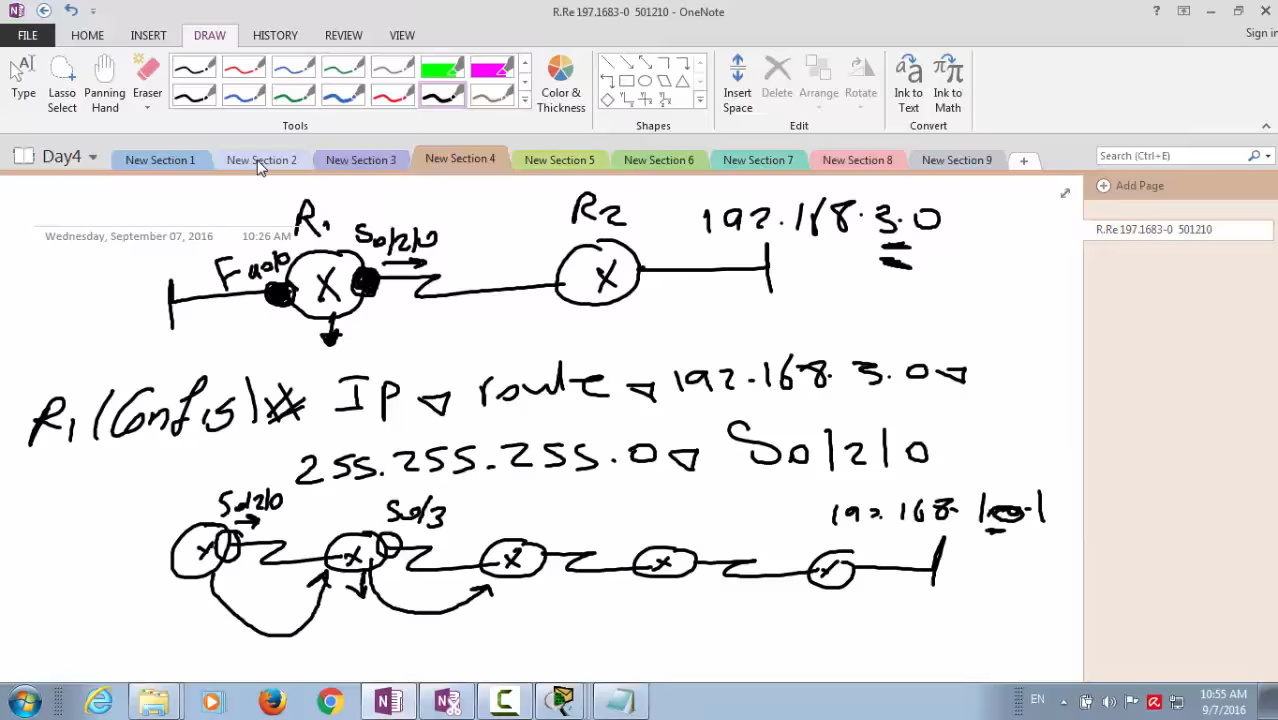 R.Re 197.1683-0 501210 - OneNote
FILE HOME INSERT DRAW HISTORY REVIEW VIEW
Sign in
Type
Lasso Select
Panning Hand
Eraser
Color & Thickness
Insert Space
Delete
Arrange
Rotate
Ink to Text
Ink to Math
Tools
Shapes
Edit
Convert
Day4
New Section 1
New Section 2
New Section 3
New Section 4
New Section 5
New Section 6
New Section 7
New Section 8
New Section 9
Search (Ctrl+E)
Add Page
R.Re 197.1683-0 501210
Wednesday, September 07, 2016 10:26 AM
R1
S0/2/0
R2
192.168.3.0
Fa0/0
X
X
R1(Config)# IP route 192.168.3.0
255.255.255.0 S0/2/0
S0/2/0
S0/3
192.168.
X
X
X
X
X
EN
10:55 AM
9/7/2016